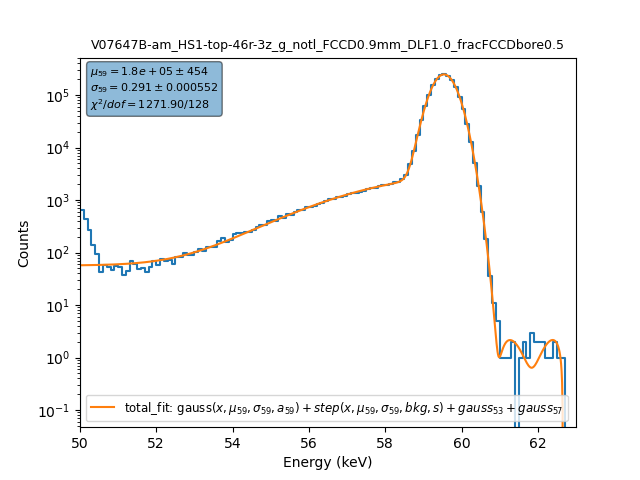 V07647B-am_HS1-top-46r-3z_g_notl_FCCD0.9mm_DLF1.0_fracFCCDbore0.5
μ₅₉ = 1.8e + 05 ± 454
σ₅₉ = 0.291 ± 0.000552
χ²/dof = 1271.90/128
Counts
10⁵
10⁴
10³
10²
10¹
10⁰
10⁻¹
total_fit: gauss(x, μ₅₉, σ₅₉, a₅₉) + step(x, μ₅₉, σ₅₉, bkg, s) + gauss₅₃ + gauss₅₇
50 52 54 56 58 60 62
Energy (keV)